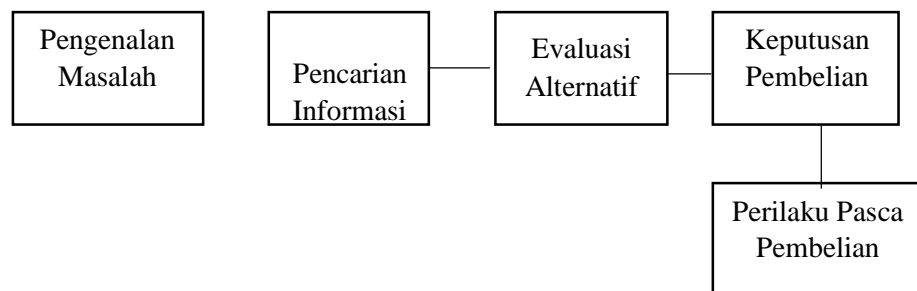 Pengenalan
Masalah
Pencarian
Informasi
Evaluasi
Alternatif
Keputusan
Pembelian
Perilaku Pasca
Pembelian